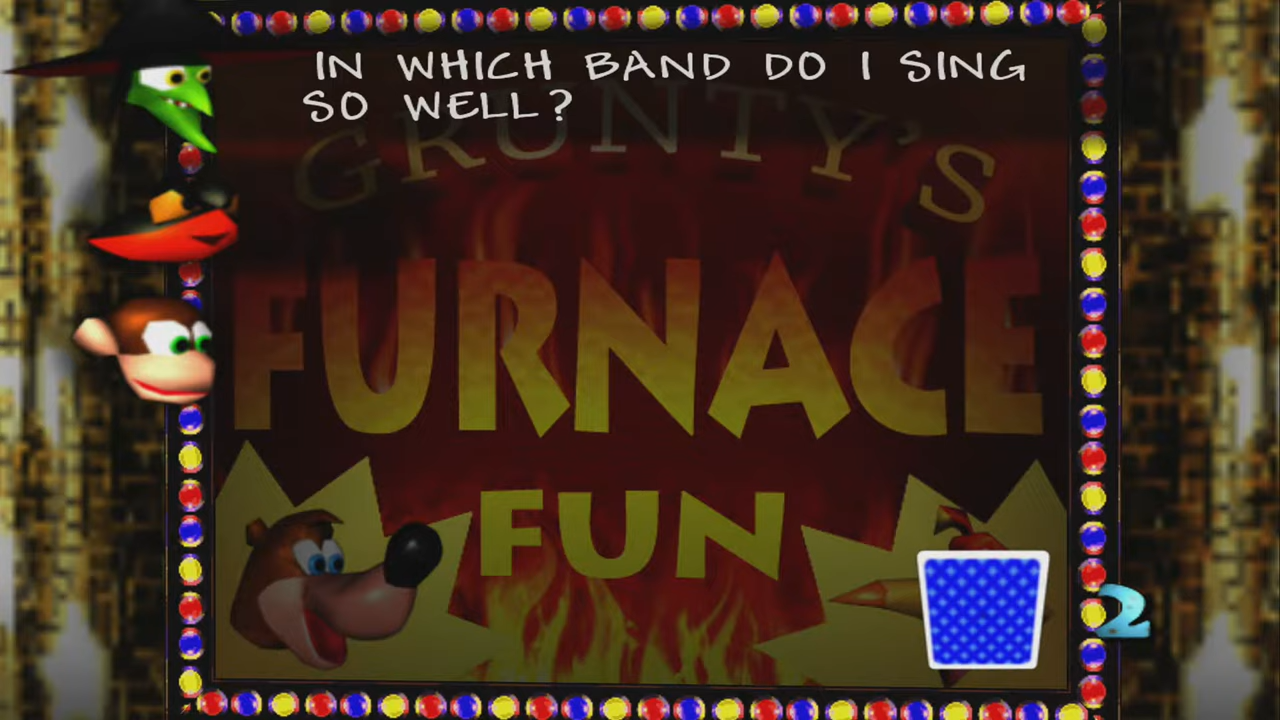 IN WHICH BAND DO I SING
SO WELL?
GRUNTY'S
FURNACE
FUN
2